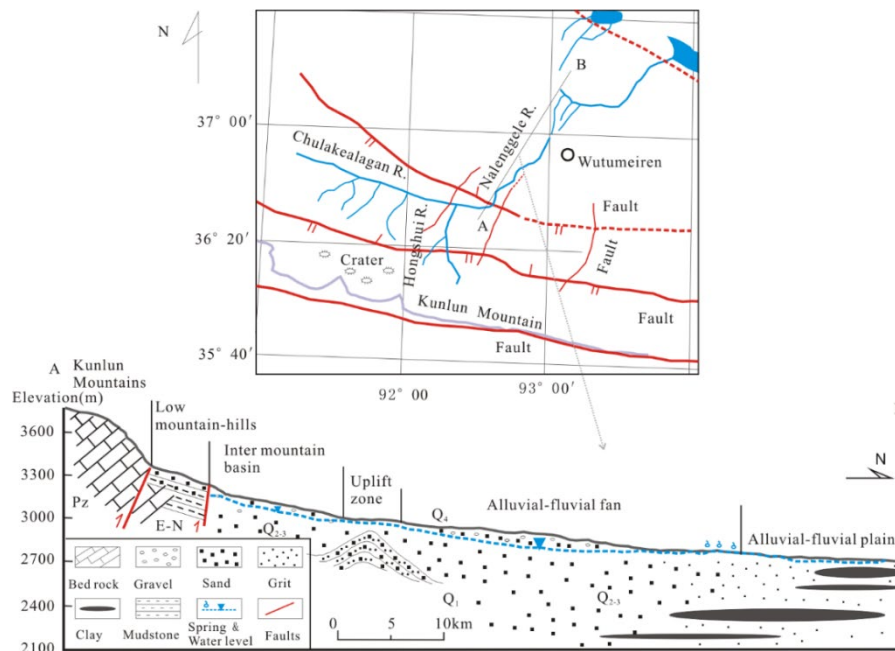 N
B
37° 00′
Chulakealagan R.
Nalenggele R.
Wutumeiren
A
Hongshui R.
Fault
36° 20′
Fault
Crater
Kunlun Mountain
Fault
Fault
35° 40′
92° 00
93° 00′
A
Kunlun
Mountains
Elevation(m)
Low
mountain-hills
3600
Inter mountain
basin
N
3300
Uplift
zone
Q4
Alluvial-fluvial fan
Pz
3000
E-N
Q2-3
Alluvial-fluvial plain
2700
Bed rock
Gravel
Sand
Grit
2400
Q1
Q2-3
Clay
Mudstone
Spring &
Water level
Faults
0 5 10km
2100